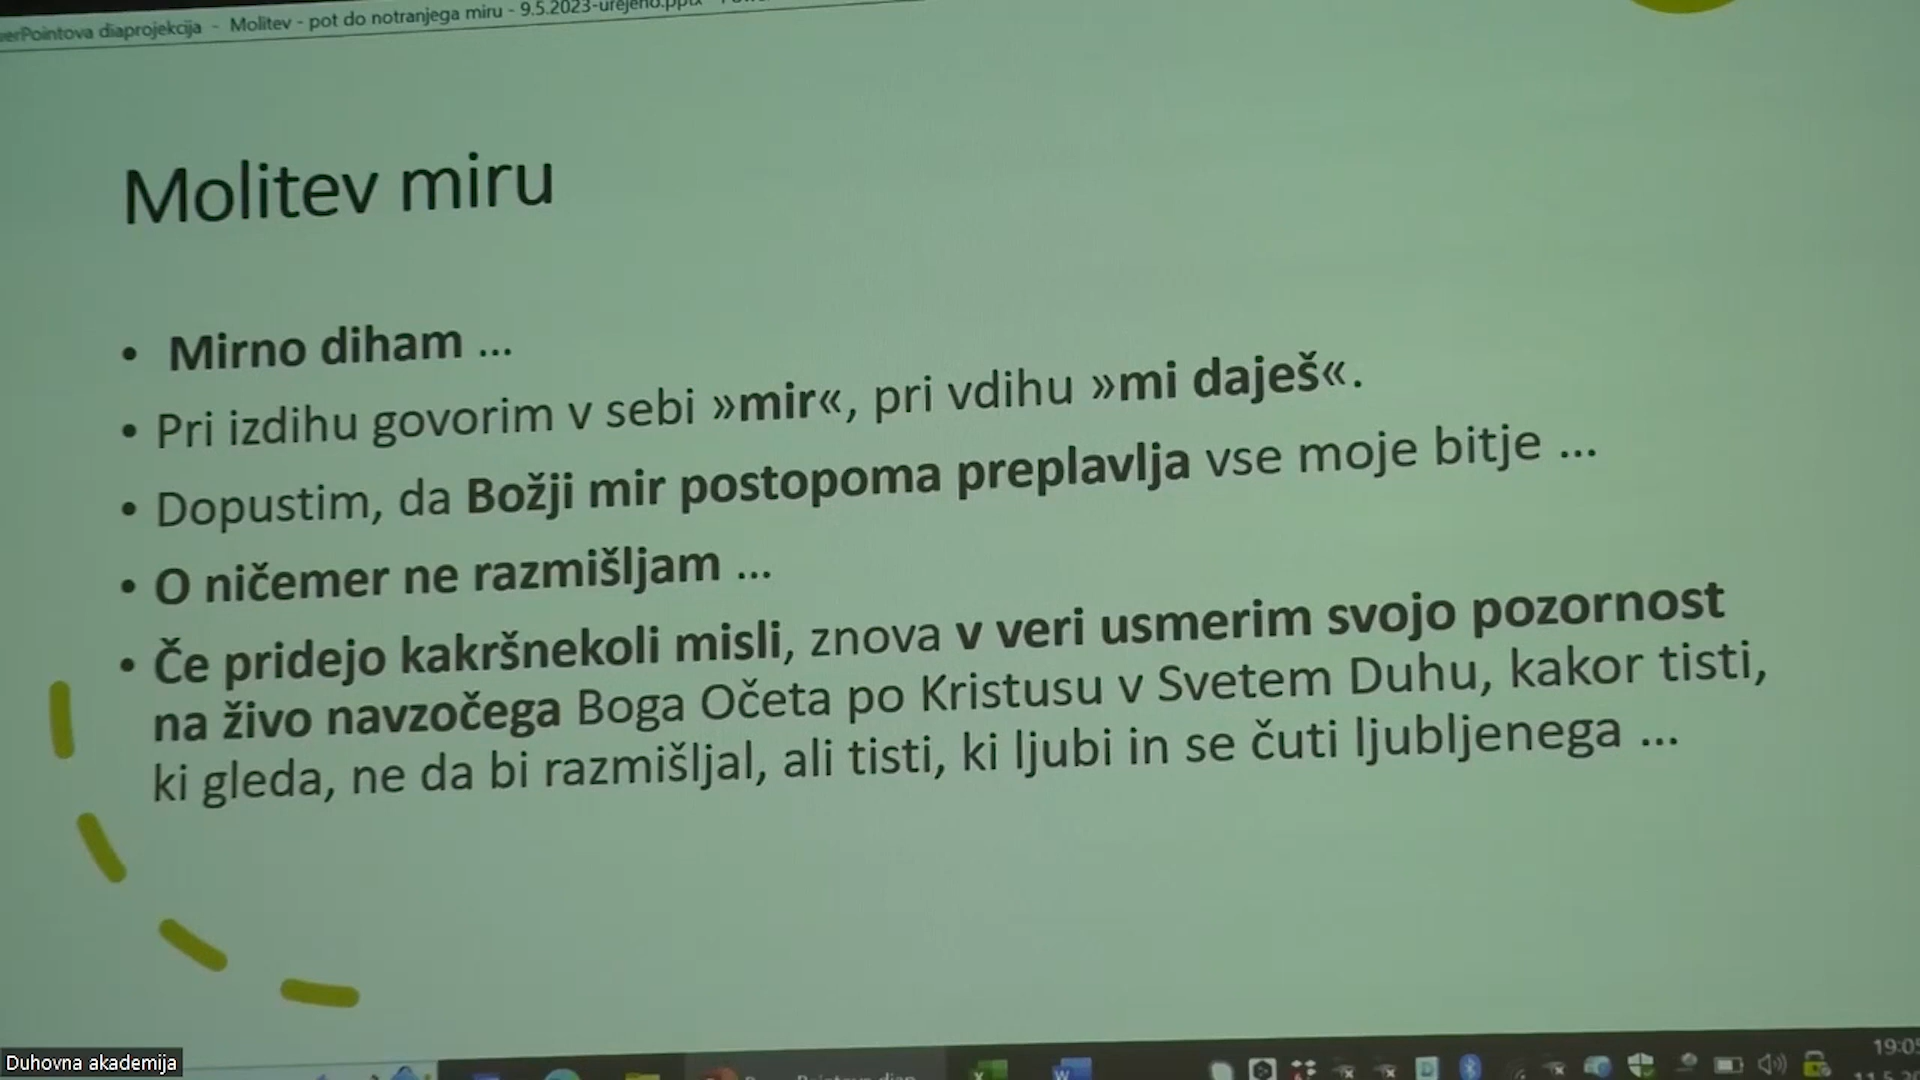 diaprojekcija - Molitev - pot do notranjega miru - 9.5.2023-urejeno.pptx
Molitev miru
• Mirno diham ...
• Pri izdihu govorim v sebi »mir«, pri vdihu »mi daješ«.
• Dopustim, da Božji mir postopoma preplavlja vse moje bitje ...
• O ničemer ne razmišljam ...
• Če pridejo kakršnekoli misli, znova v veri usmerim svojo pozornost
na živo navzočega Boga Očeta po Kristusu v Svetem Duhu, kakor tisti,
ki gleda, ne da bi razmišljal, ali tisti, ki ljubi in se čuti ljubljenega ...
Duhovna akademija
19:05